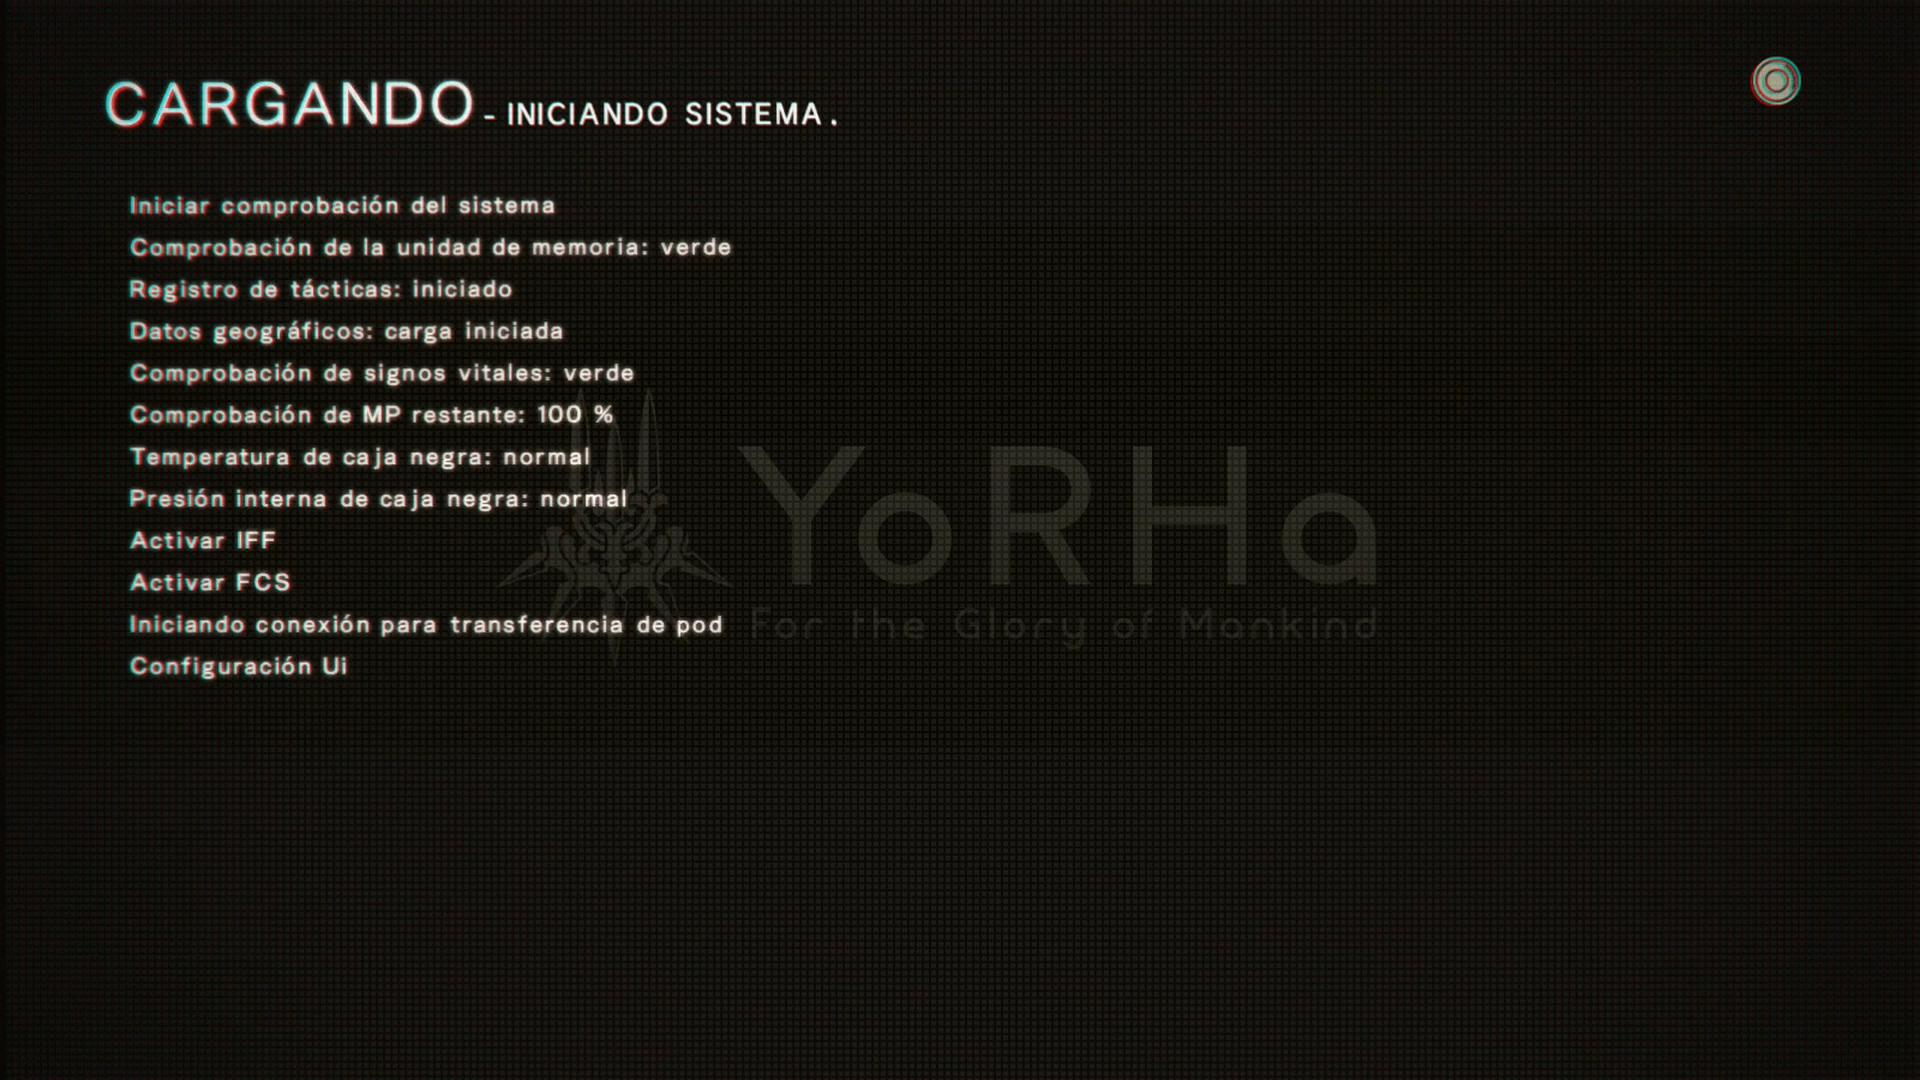 CARGANDO - INICIANDO SISTEMA.
Iniciar comprobación del sistema
Comprobación de la unidad de memoria: verde
Registro de tácticas: iniciado
Datos geográficos: carga iniciada
Comprobación de signos vitales: verde
Comprobación de MP restante: 100 %
Temperatura de caja negra: normal
Presión interna de caja negra: normal
Activar IFF
Activar FCS
Iniciando conexión para transferencia de pod
Configuración Ui
YoRHa
For the Glory of Mankind